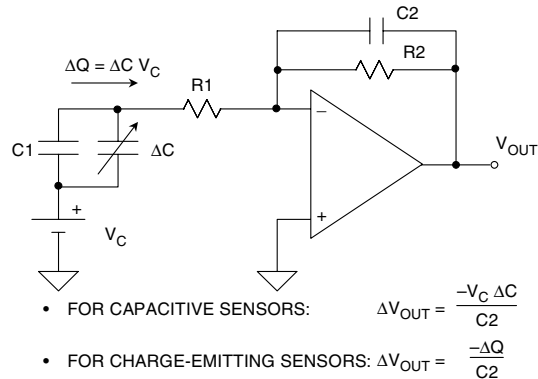 C2
ΔQ = ΔC V_C
R2
R1
–
C1
ΔC
V_OUT
+
+
V_C
• FOR CAPACITIVE SENSORS: ΔV_OUT = –V_C ΔC / C2
• FOR CHARGE-EMITTING SENSORS: ΔV_OUT = –ΔQ / C2